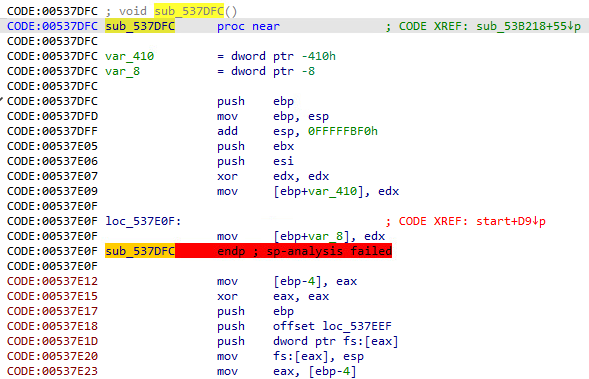 CODE:00537DFC ; void sub_537DFC()
CODE:00537DFC sub_537DFC proc near ; CODE XREF: sub_53B218+55↓p
CODE:00537DFC
CODE:00537DFC var_410 = dword ptr -410h
CODE:00537DFC var_8 = dword ptr -8
CODE:00537DFC
CODE:00537DFC push ebp
CODE:00537DFD mov ebp, esp
CODE:00537DFF add esp, 0FFFFFBF0h
CODE:00537E05 push ebx
CODE:00537E06 push esi
CODE:00537E07 xor edx, edx
CODE:00537E09 mov [ebp+var_410], edx
CODE:00537E0F
CODE:00537E0F loc_537E0F: ; CODE XREF: start+D9↓p
CODE:00537E0F mov [ebp+var_8], edx
CODE:00537E0F sub_537DFC endp ; sp-analysis failed
CODE:00537E0F
CODE:00537E12 mov [ebp-4], eax
CODE:00537E15 xor eax, eax
CODE:00537E17 push ebp
CODE:00537E18 push offset loc_537EEF
CODE:00537E1D push dword ptr fs:[eax]
CODE:00537E20 mov fs:[eax], esp
CODE:00537E23 mov eax, [ebp-4]